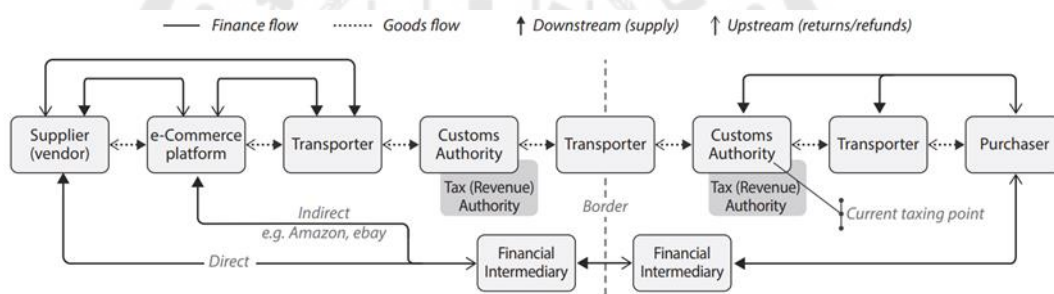 Finance flow
Goods flow
Downstream (supply)
Upstream (returns/refunds)
Supplier
(vendor)
e-Commerce
platform
Transporter
Customs
Authority
Tax (Revenue)
Authority
Transporter
Customs
Authority
Tax (Revenue)
Authority
Transporter
Purchaser
Indirect
e.g. Amazon, ebay
Border
Current taxing point
Direct
Financial
Intermediary
Financial
Intermediary